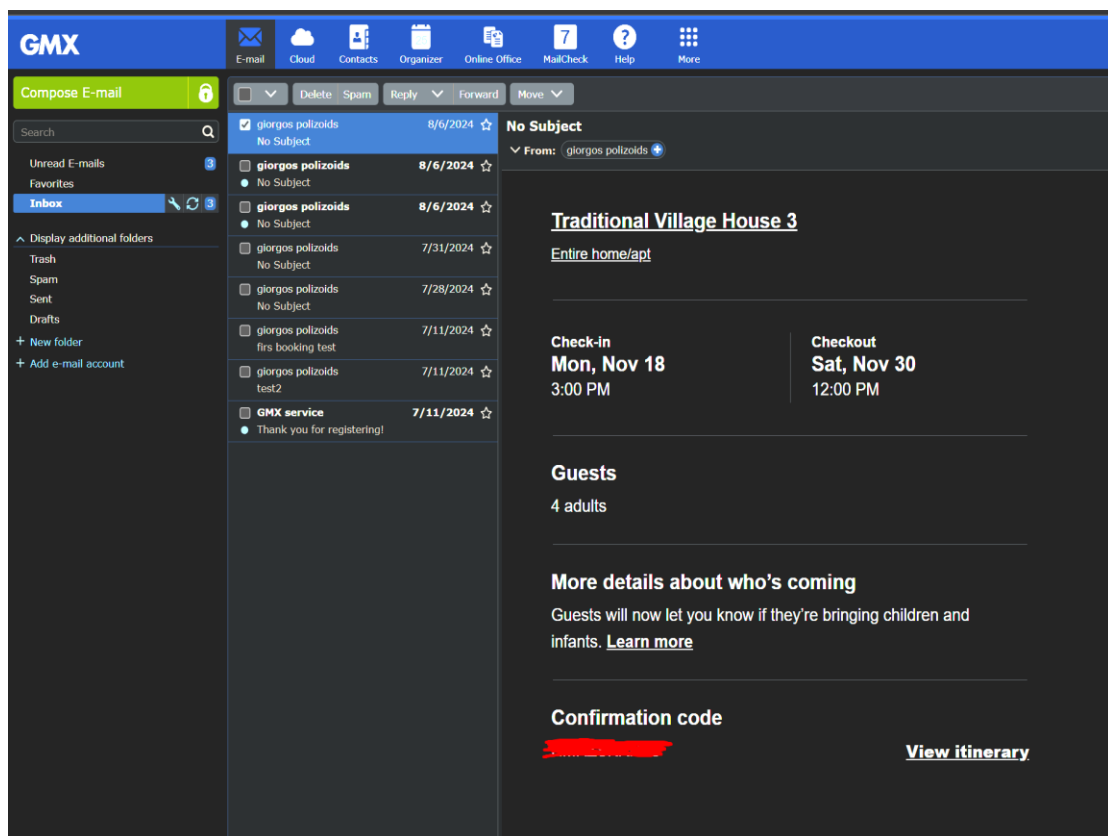 GMX
E-mail
Cloud
Contacts
Organizer
Online Office
7
MailCheck
?
Help
More
Compose E-mail
Delete
Spam
Reply
Forward
Move
Search
Unread E-mails 3
Favorites
Inbox 3
Display additional folders
Trash
Spam
Sent
Drafts
+ New folder
+ Add e-mail account
giorgos polizoids 8/6/2024
No Subject
giorgos polizoids 8/6/2024
No Subject
giorgos polizoids 8/6/2024
No Subject
giorgos polizoids 7/31/2024
No Subject
giorgos polizoids 7/28/2024
No Subject
giorgos polizoids 7/11/2024
firs booking test
giorgos polizoids 7/11/2024
test2
GMX service 7/11/2024
Thank you for registering!
No Subject
From: giorgos polizoids
Traditional Village House 3
Entire home/apt
Check-in
Mon, Nov 18
3:00 PM
Checkout
Sat, Nov 30
12:00 PM
Guests
4 adults
More details about who's coming
Guests will now let you know if they're bringing children and
infants. Learn more
Confirmation code
View itinerary